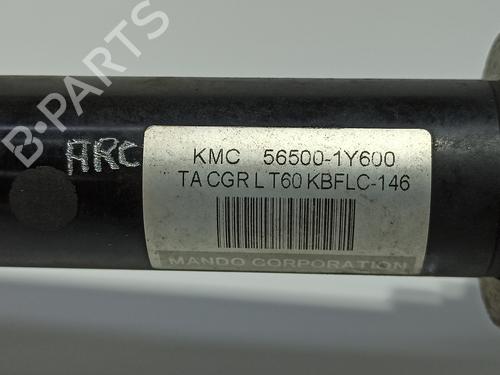 B-PARTS
ARC
KMC 56500-1Y600
TA CGR L T60 KBFLC-146
MANDO CORPORATION